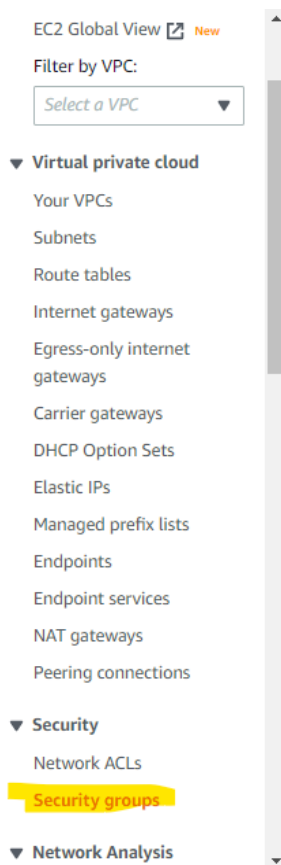 EC2 Global View New
Filter by VPC:
Select a VPC
Virtual private cloud
Your VPCs
Subnets
Route tables
Internet gateways
Egress-only internet
gateways
Carrier gateways
DHCP Option Sets
Elastic IPs
Managed prefix lists
Endpoints
Endpoint services
NAT gateways
Peering connections
Security
Network ACLs
Security groups
Network Analysis